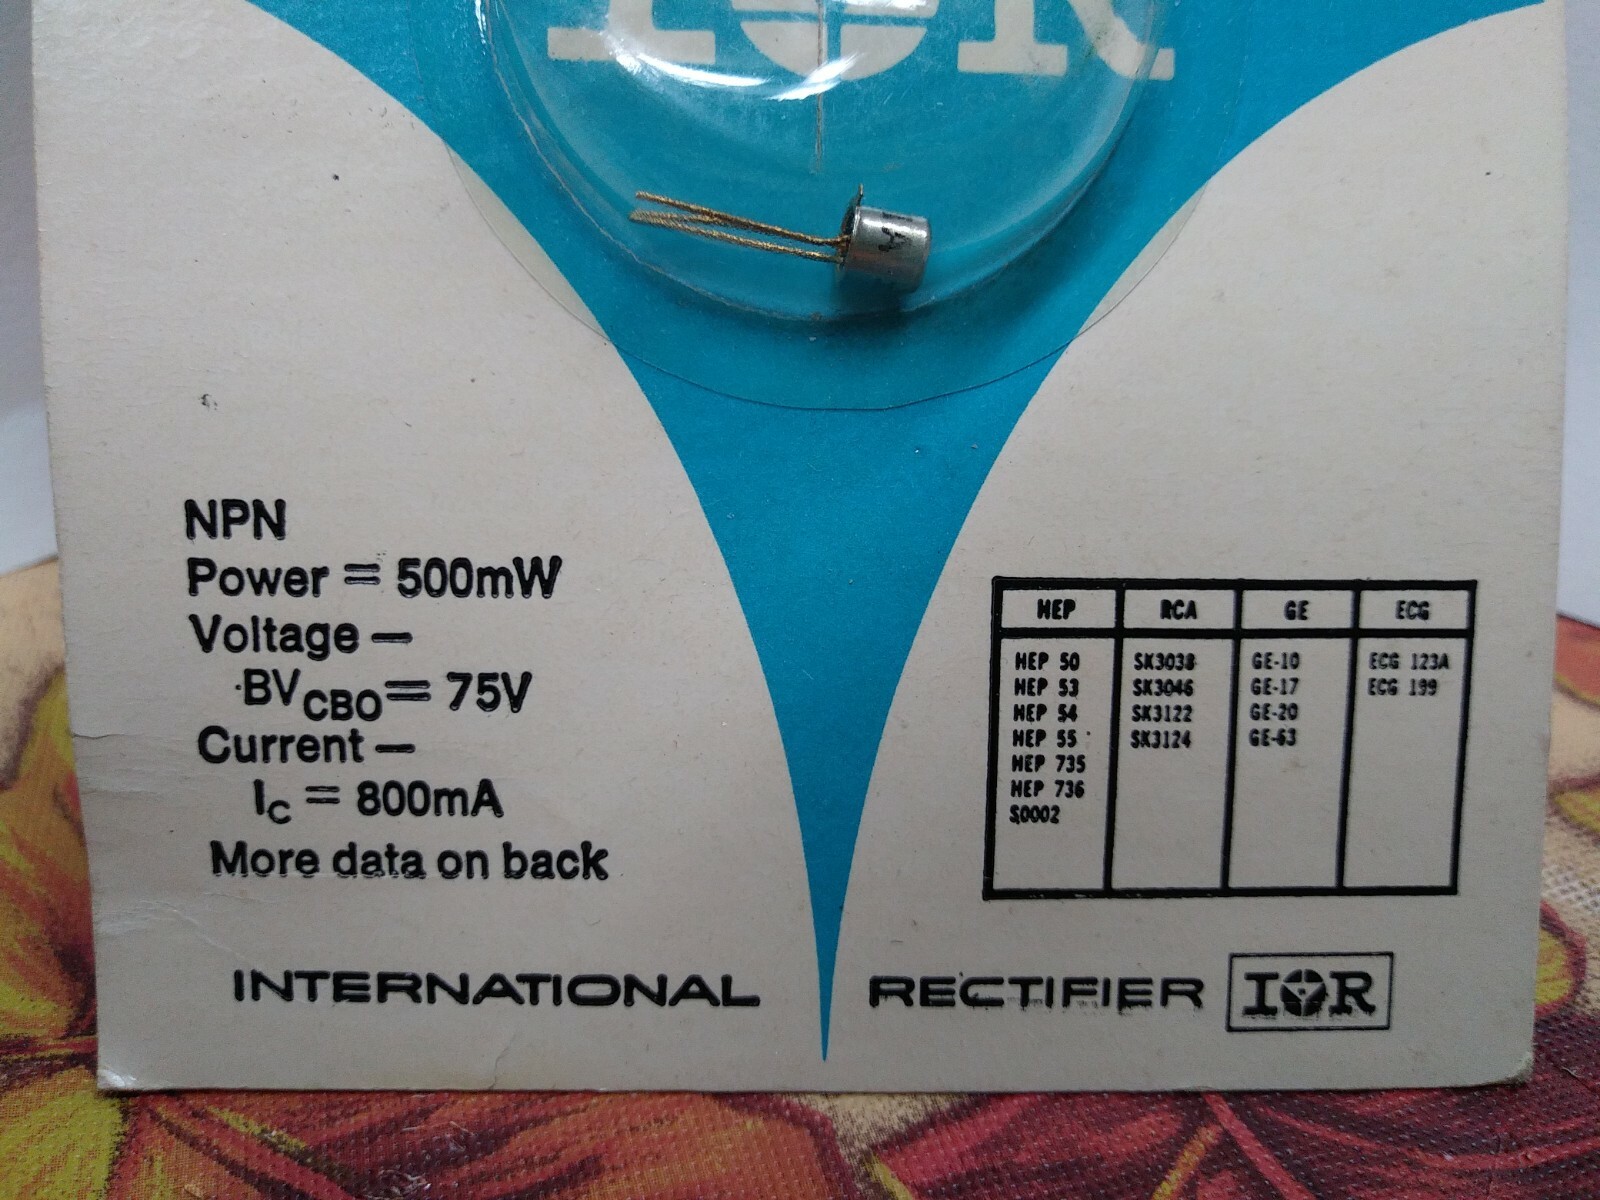 IOR
NPN
Power = 500mW
Voltage —
BVCBO = 75V
Current —
IC = 800mA
More data on back
HEP RCA GE ECG
HEP 50 SK3038 GE-10 ECG 123A
HEP 53 SK3046 GE-17 ECG 199
HEP 54 SK3122 GE-20
HEP 55 SK3124 GE-63
HEP 735
HEP 736
S0002
INTERNATIONAL RECTIFIER IOR